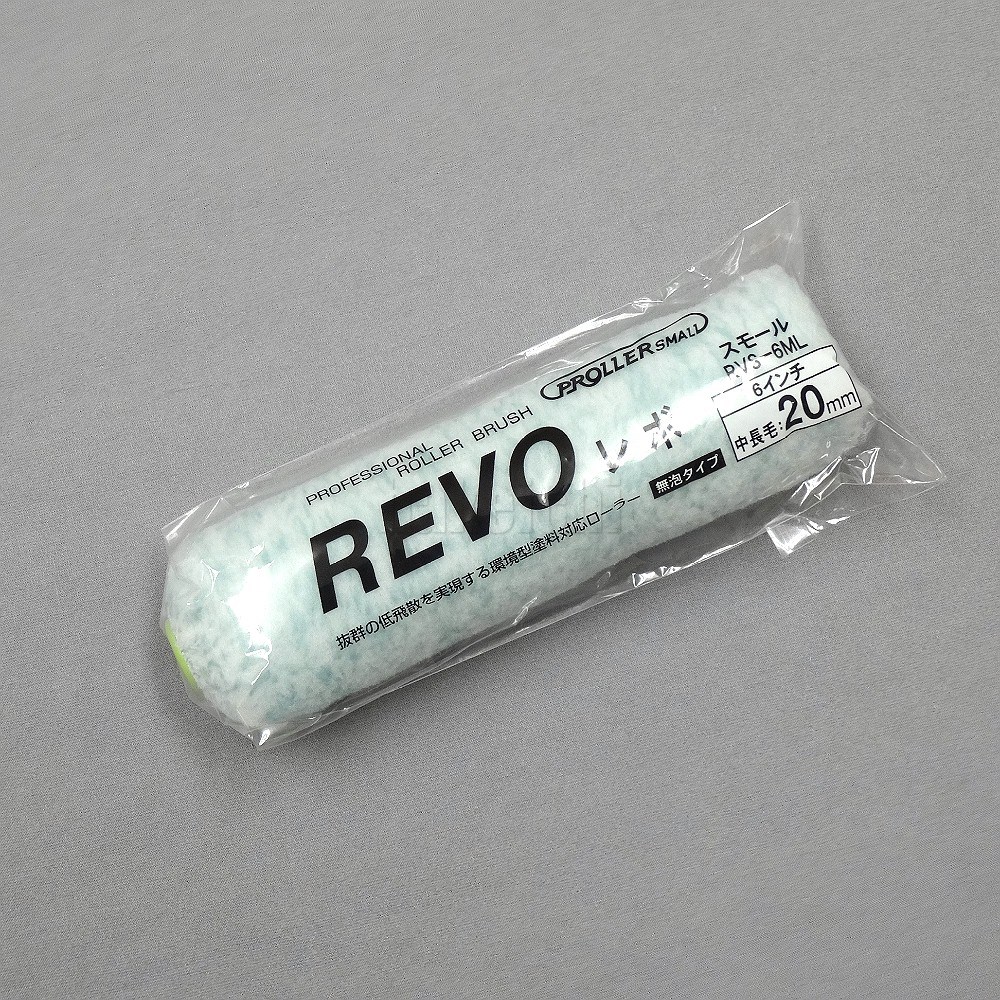 PROLLER SMALL
PROFESSIONAL
ROLLER BRUSH
REVO レボ
抜群の低飛散を実現する環境型塗料対応ローラー 無泡タイプ
スモール
RVS-6ML
6インチ
中長毛:20mm